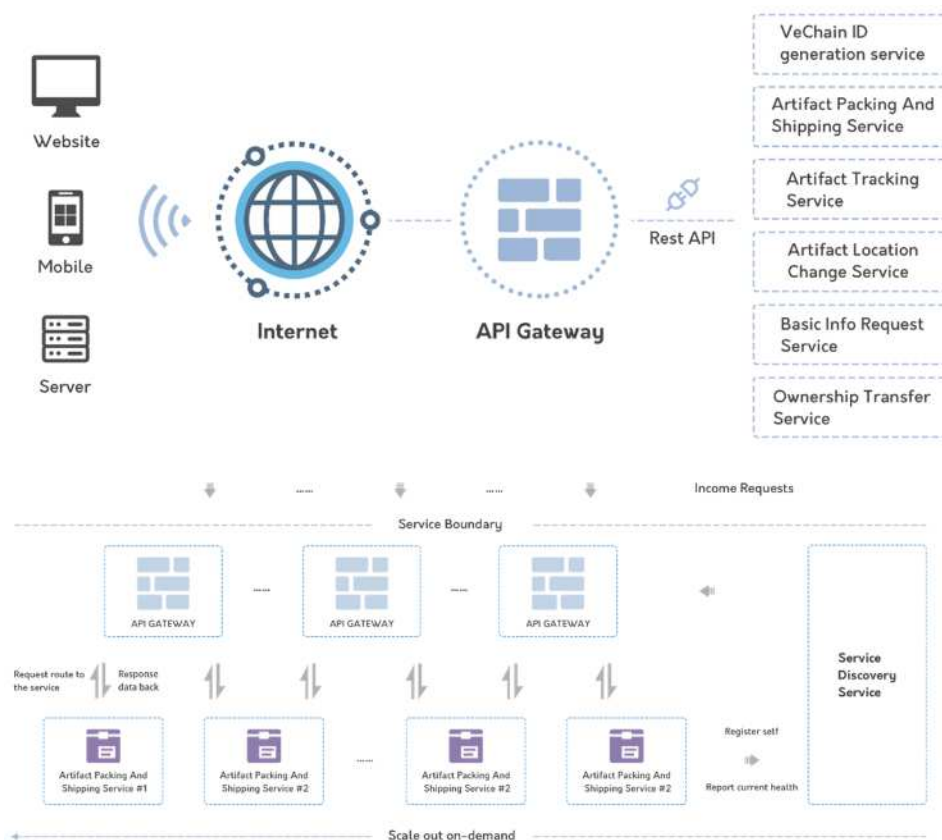 VeChain ID
generation service
Website
Artifact Packing And
Shipping Service
Artifact Tracking
Service
Mobile
Rest API
Artifact Location
Change Service
Internet
API Gateway
Basic Info Request
Service
Server
Ownership Transfer
Service
......
......
Income Requests
Service Boundary
......
......
API GATEWAY
API GATEWAY
API GATEWAY
Service
Discovery
Service
Request route to
the service
Response
data back
Register self
......
Artifact Packing And
Shipping Service #1
Artifact Packing And
Shipping Service #2
Artifact Packing And
Shipping Service #2
Artifact Packing And
Shipping Service #2
Report current health
Scale out on-demand